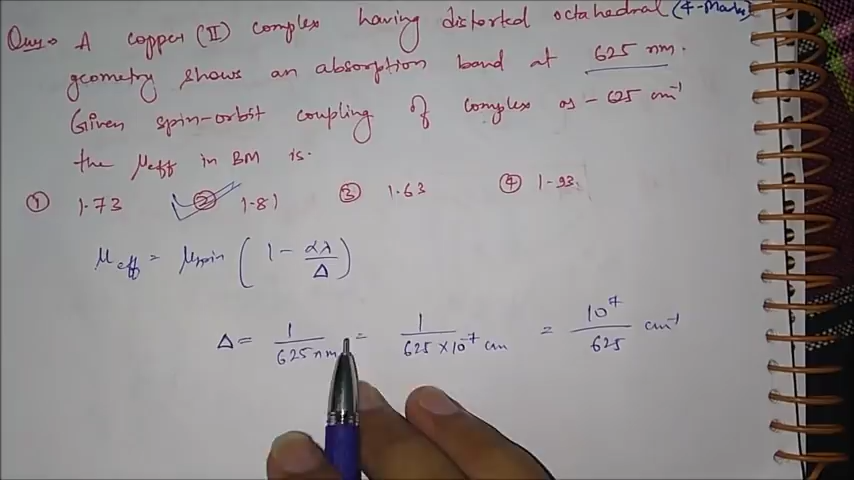 Ques A copper (II) complex having distorted octahedral (4-Marks)
geometry shows an absorption band at 625 nm.
Given spin-orbit coupling of complex as -625 cm⁻¹
the μeff in BM is.
① 1.73 ② 1.81 ③ 1.63 ④ 1.93
μeff = μspin ( 1 - αλ/Δ )
Δ = 1/625 nm = 1/625 × 10⁻⁷ cm = 10⁷/625 cm⁻¹